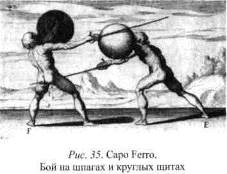 F E
Рис. 35. Capo Ferro.
Бой на шпагах и круглых щитах